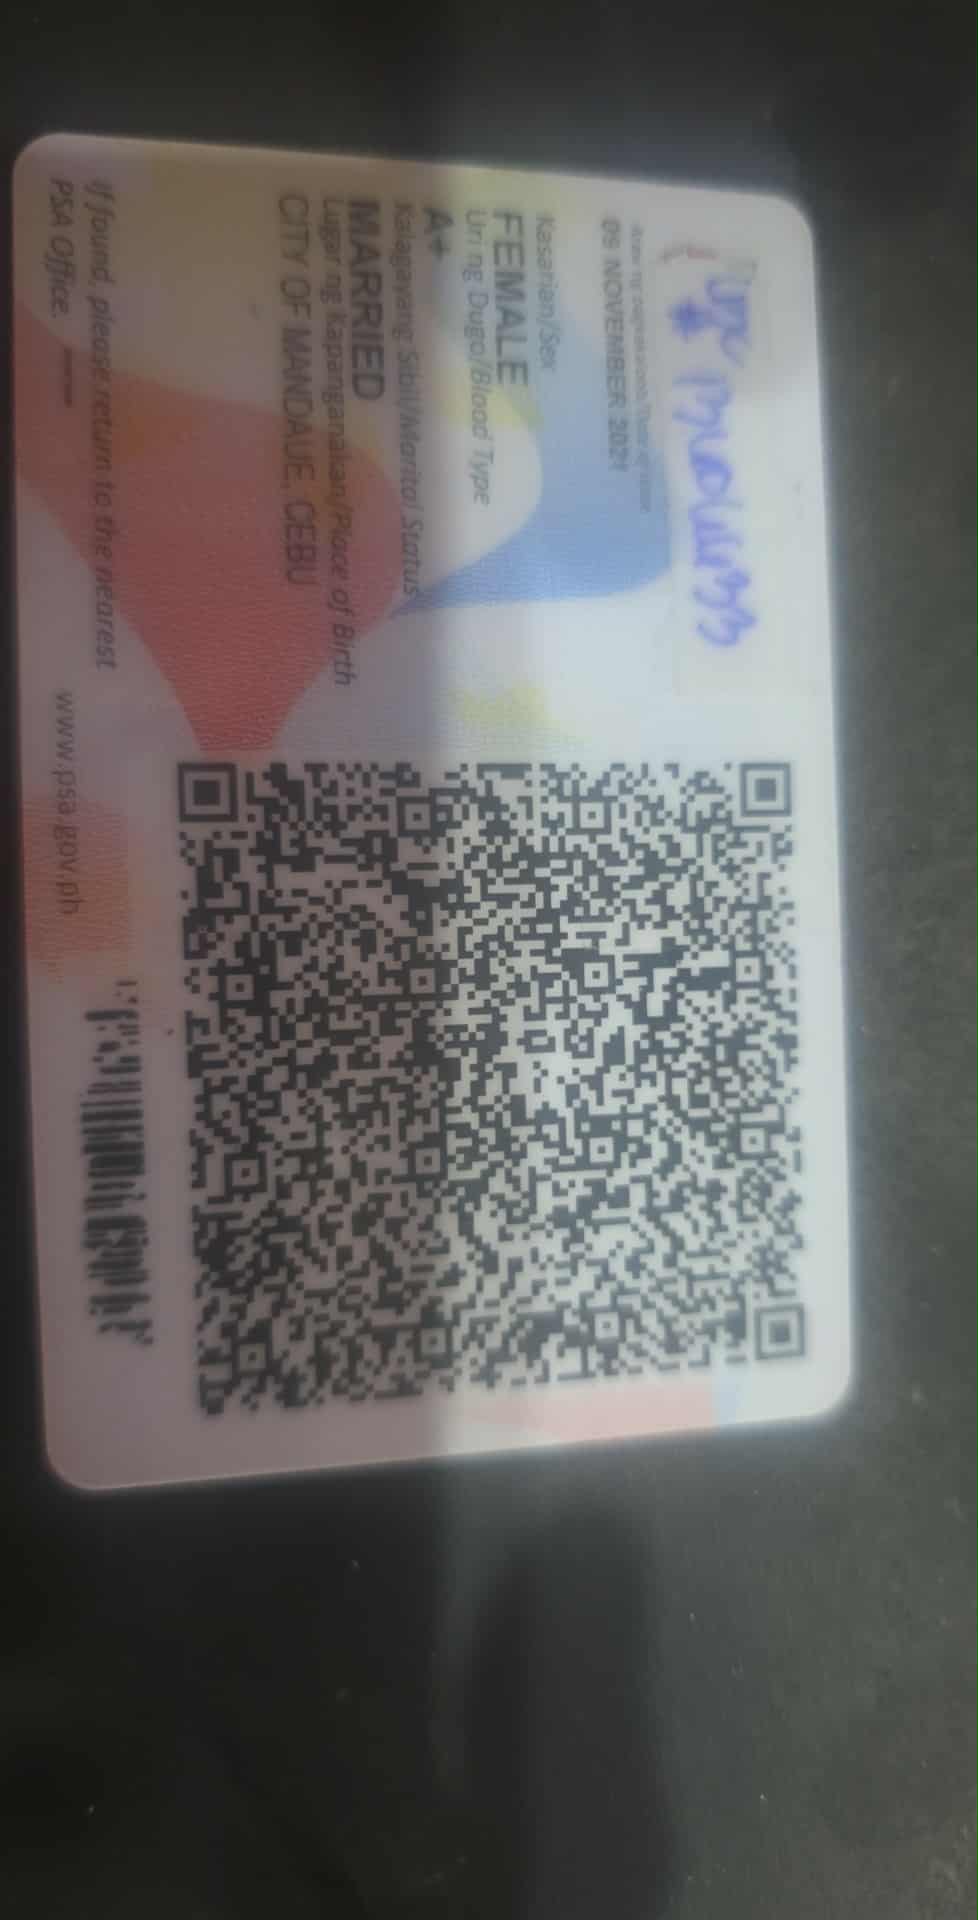 Araw ng pagkakaloob/Date of issue
09 NOVEMBER 2021
Kasarian/Sex
FEMALE
Uri ng Dugo/Blood Type
A+
Kalagayang Sibil/Marital Status
MARRIED
Lugar ng Kapanganakan/Place of Birth
CITY OF MANDAUE, CEBU
If found, please return to the nearest
PSA Office.
www.psa.gov.ph